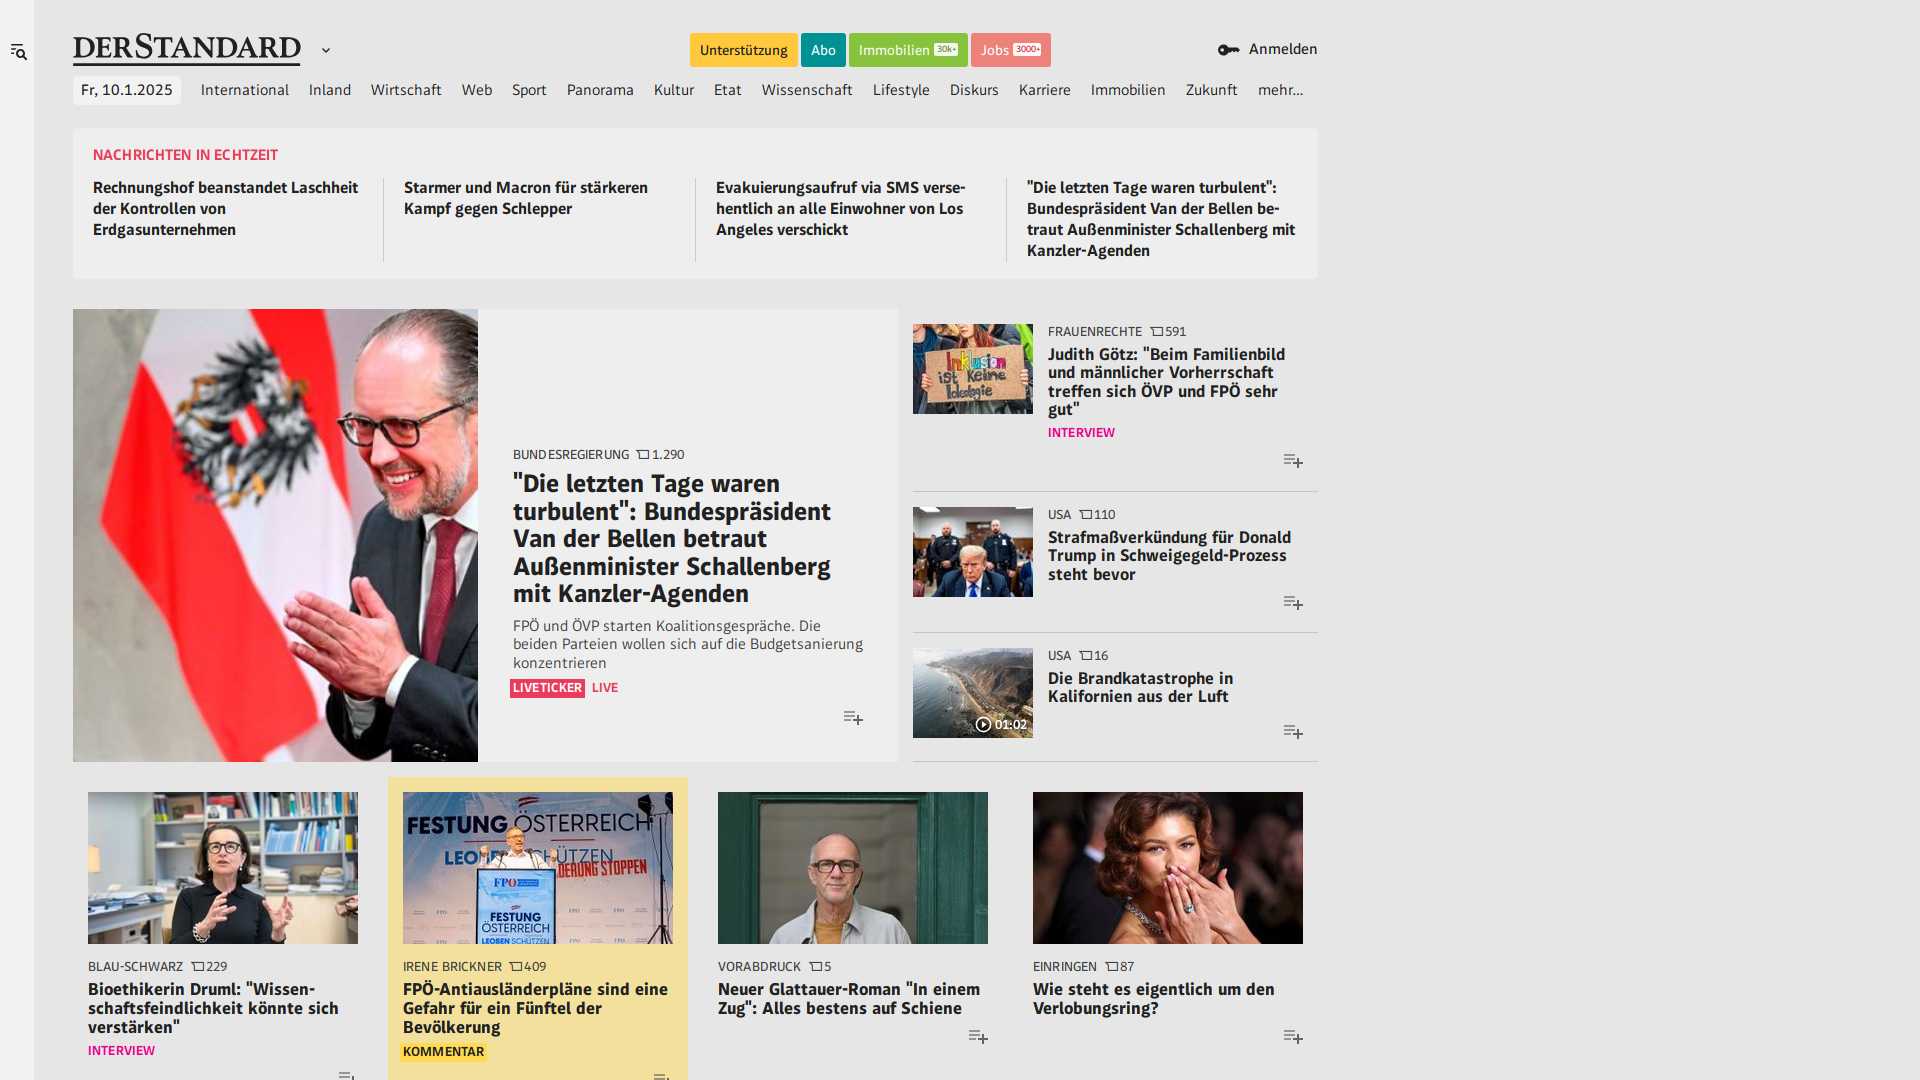 DERSTANDARD
Unterstützung
Abo
Immobilien 30k+
Jobs 3000+
Anmelden
Fr, 10.1.2025
International
Inland
Wirtschaft
Web
Sport
Panorama
Kultur
Etat
Wissenschaft
Lifestyle
Diskurs
Karriere
Immobilien
Zukunft
mehr...
NACHRICHTEN IN ECHTZEIT
Rechnungshof beanstandet Laschheit
der Kontrollen von
Erdgasunternehmen
Starmer und Macron für stärkeren
Kampf gegen Schlepper
Evakuierungsaufruf via SMS verse-
hentlich an alle Einwohner von Los
Angeles verschickt
"Die letzten Tage waren turbulent":
Bundespräsident Van der Bellen be-
traut Außenminister Schallenberg mit
Kanzler-Agenden
BUNDESREGIERUNG 1.290
"Die letzten Tage waren
turbulent": Bundespräsident
Van der Bellen betraut
Außenminister Schallenberg
mit Kanzler-Agenden
FPÖ und ÖVP starten Koalitionsgespräche. Die
beiden Parteien wollen sich auf die Budgetsanierung
konzentrieren
LIVETICKER LIVE
Inklusion
ist keine
Ideologie
FRAUENRECHTE 591
Judith Götz: "Beim Familienbild
und männlicher Vorherrschaft
treffen sich ÖVP und FPÖ sehr
gut"
INTERVIEW
USA 110
Strafmaßverkündung für Donald
Trump in Schweigegeld-Prozess
steht bevor
USA 16
Die Brandkatastrophe in
Kalifornien aus der Luft
01:02
BLAU-SCHWARZ 229
Bioethikerin Druml: "Wissen-
schaftsfeindlichkeit könnte sich
verstärken"
INTERVIEW
FESTUNG ÖSTERREICH
LEOBEN SCHÜTZEN
STOPPEN
FPÖ
FESTUNG
ÖSTERREICH
LEOBEN SCHÜTZEN
IRENE BRICKNER 409
FPÖ-Antiausländerpläne sind eine
Gefahr für ein Fünftel der
Bevölkerung
KOMMENTAR
VORABDRUCK 5
Neuer Glattauer-Roman "In einem
Zug": Alles bestens auf Schiene
EINRINGEN 87
Wie steht es eigentlich um den
Verlobungsring?